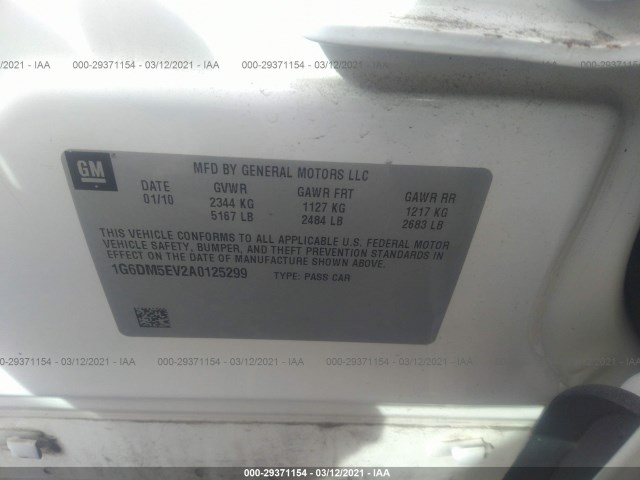 /12/2021 - IAA
000-29371154 - 03/12/2021 - IAA
000-29371154 - 03/12/2021 - IAA
000-29371154 - 0
GM
MFD BY GENERAL MOTORS LLC
DATE GVWR GAWR FRT GAWR RR
01/10 2344 KG 1127 KG 1217 KG
5167 LB 2484 LB 2683 LB
THIS VEHICLE CONFORMS TO ALL APPLICABLE U.S. FEDERAL MOTOR
VEHICLE SAFETY, BUMPER, AND THEFT PREVENTION STANDARDS IN
EFFECT ON THE DATE OF MANUFACTURE SHOWN ABOVE.
1G6DM5EV2A0125299 TYPE: PASS CAR
/12/2021 - IAA
000-29371154 - 03/12/2021 - IAA
000-29371154 - 03/12/2021 - IAA
000-29371154 - 0
000-29371154 - 03/12/2021 - IAA